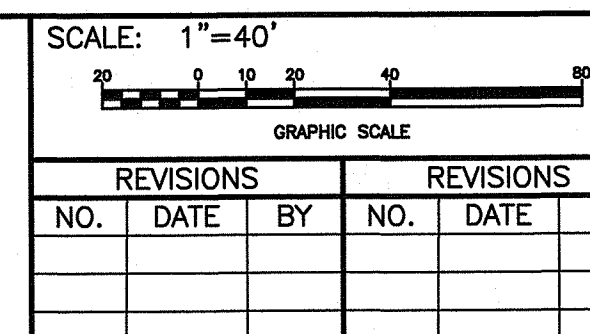 SCALE: 1"=40'
20 0 10 20 40 80
GRAPHIC SCALE
REVISIONS REVISIONS
NO. DATE BY NO. DATE